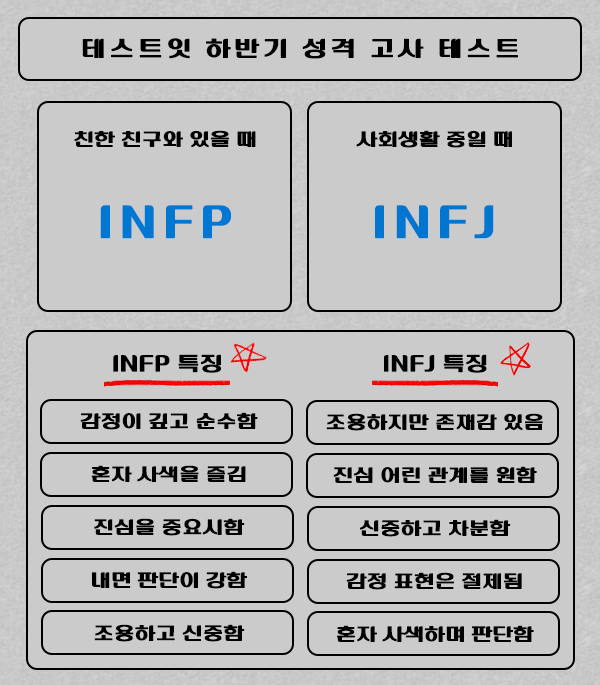 테스트잇 하반기 성격 고사 테스트
친한 친구와 있을 때
INFP
사회생활 중일 때
INFJ
INFP 특징
감정이 깊고 순수함
혼자 사색을 즐김
진심을 중요시함
내면 판단이 강함
조용하고 신중함
INFJ 특징
조용하지만 존재감 있음
진심 어린 관계를 원함
신중하고 차분함
감정 표현은 절제됨
혼자 사색하며 판단함